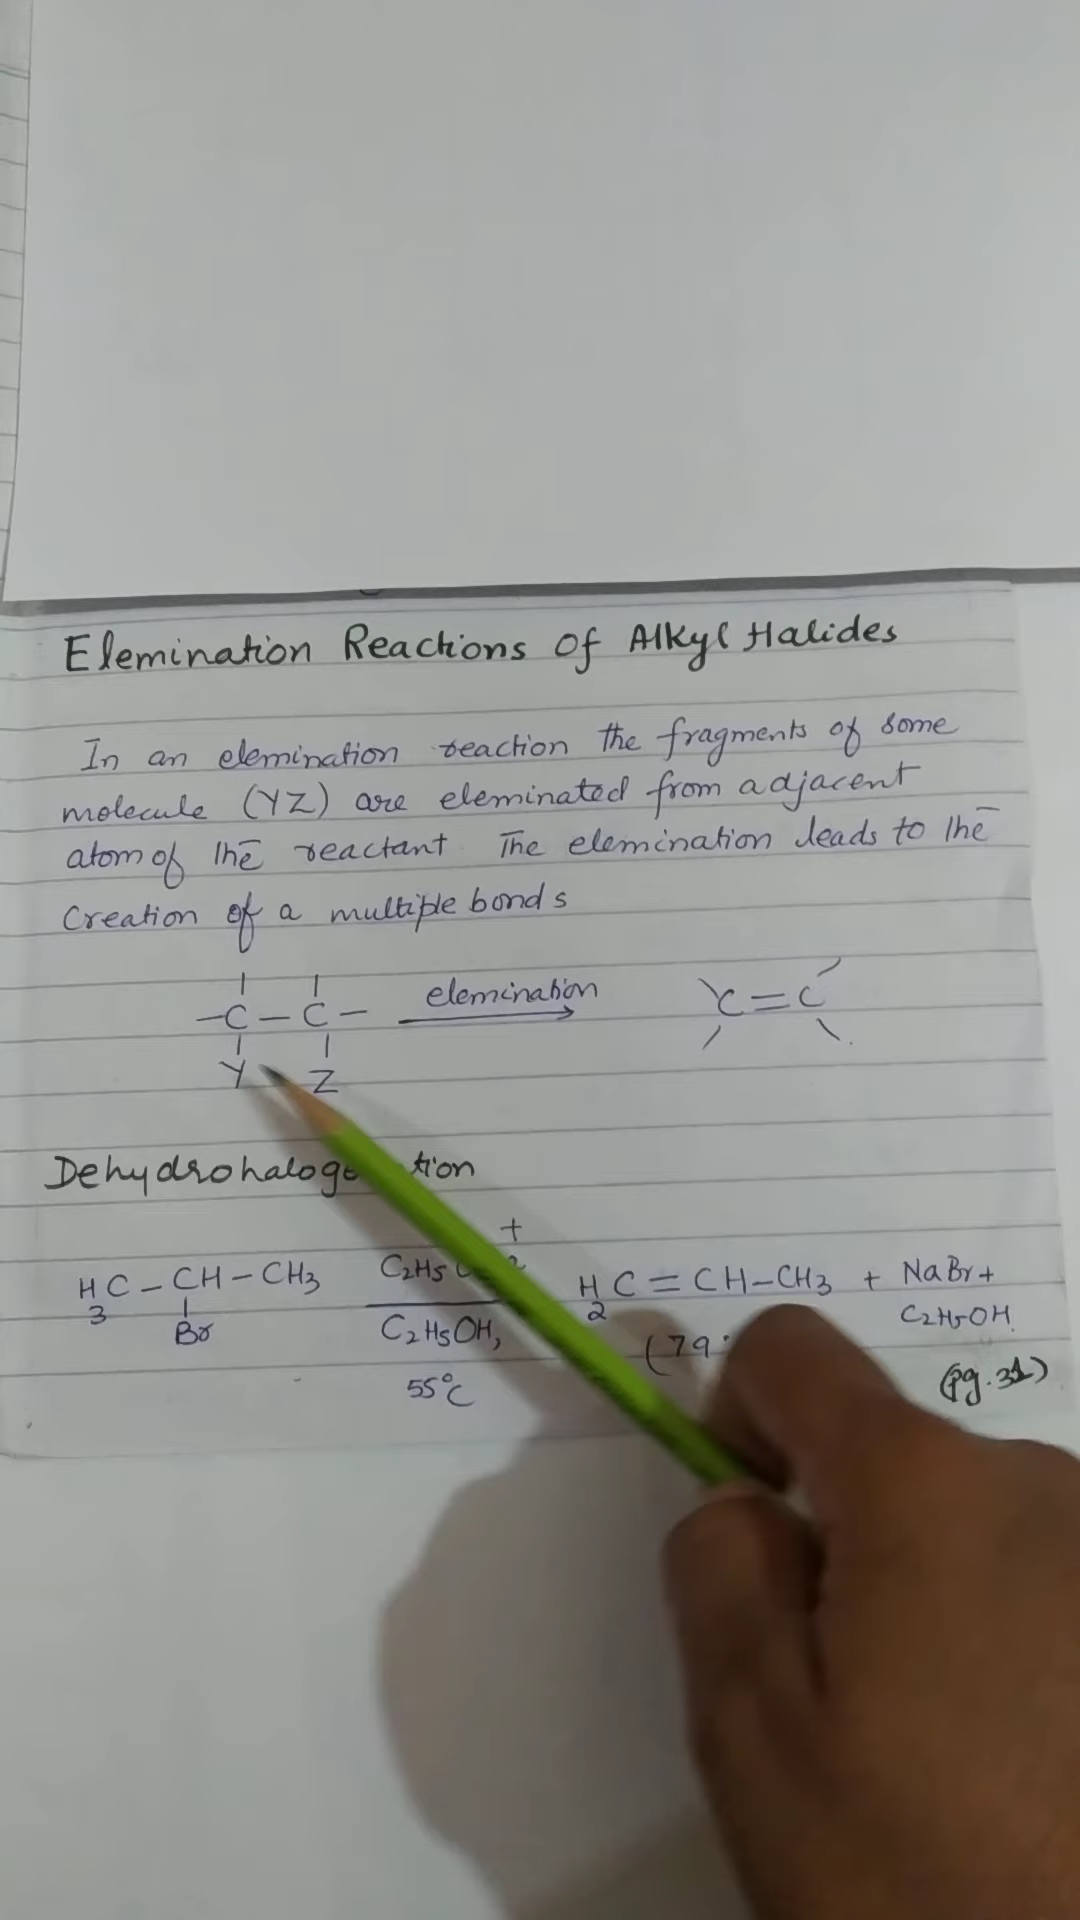 Elemination Reactions Of Alkyl Halides
In an elemination reaction the fragments of some
molecule (YZ) are eleminated from adjacent
atom of the reactant. The elemination leads to the
Creation of a multiple bonds
-C-C- elemination C=C
Y Z
Dehydrohalog tion
H3C-CH-CH3 C2H5 + H2C=CH-CH3 + NaBr+
Br C2H5OH, C2H5OH.
(79
55°C (pg.31)